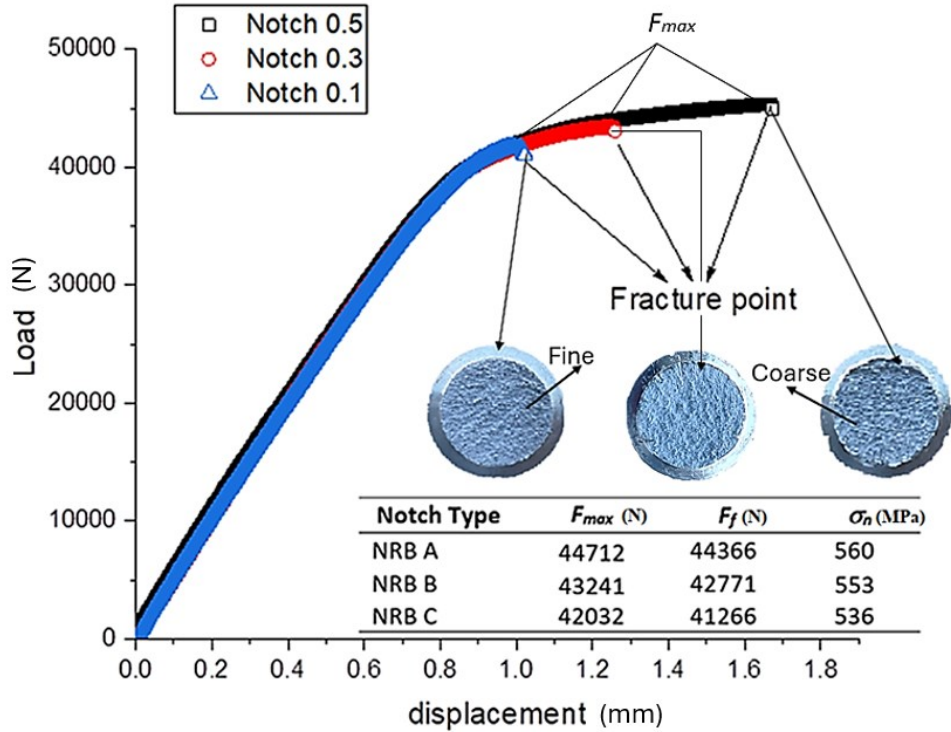 Notch 0.5
Notch 0.3
Notch 0.1
Fmax
50000
40000
30000
20000
10000
0
Load (N)
Fracture point
Fine
Coarse
Notch Type Fmax (N) Ff (N) σn (MPa)
NRB A 44712 44366 560
NRB B 43241 42771 553
NRB C 42032 41266 536
0.0 0.2 0.4 0.6 0.8 1.0 1.2 1.4 1.6 1.8
displacement (mm)